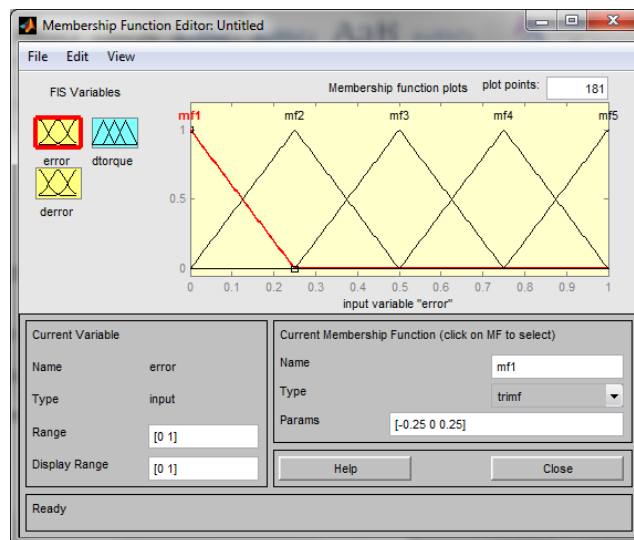 Membership Function Editor: Untitled
File Edit View
FIS Variables
Membership function plots plot points: 181
error dtorque
derror
mf1 mf2 mf3 mf4 mf5
1
0.5
0
0 0.1 0.2 0.3 0.4 0.5 0.6 0.7 0.8 0.9 1
input variable "error"
Current Variable
Name error
Type input
Range [0 1]
Display Range [0 1]
Current Membership Function (click on MF to select)
Name mf1
Type trimf
Params [-0.25 0 0.25]
Help Close
Ready